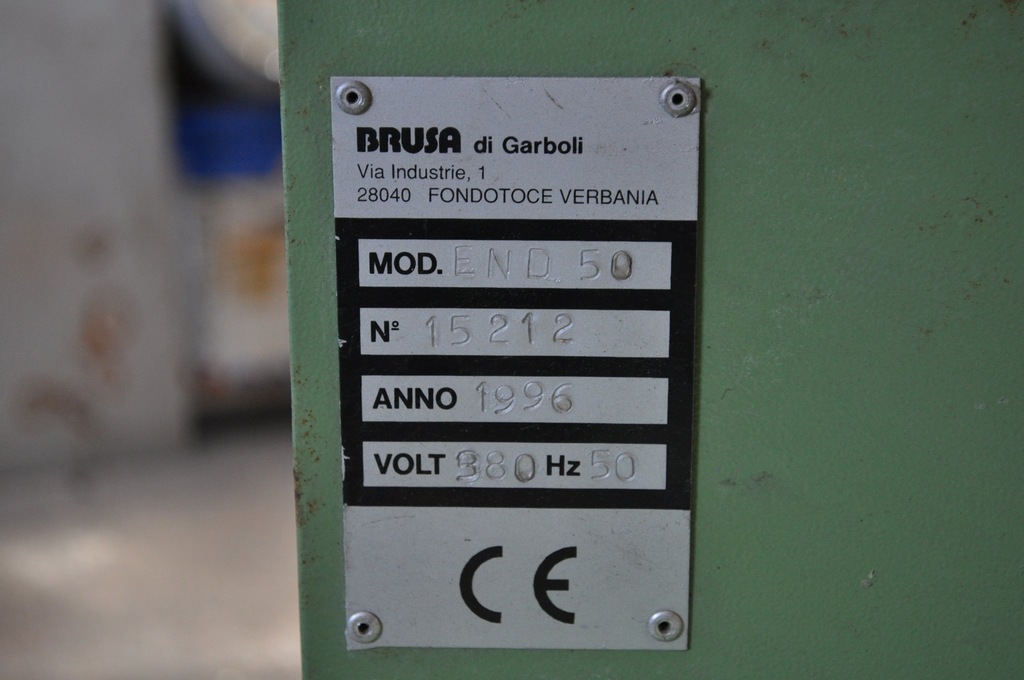 BRUSA di Garboli
Via Industrie, 1
28040 FONDOTOCE VERBANIA
MOD. END 50
Nº 15212
ANNO 1996
VOLT 380 Hz 50
CE